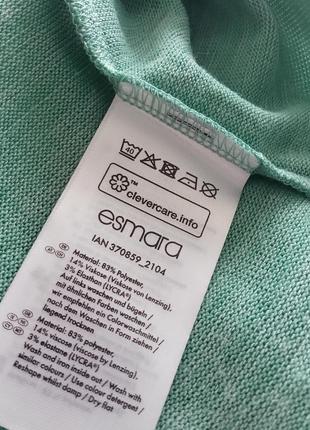 40
™
clevercare.info
esmara
IAN 370859_2104
Material: 83% Polyester,
14% Viskose (Viskose von Lenzing),
3% Elasthan (LYCRA®)
Auf links waschen und bügeln /
mit ähnlichen Farben waschen /
wir empfehlen ein Colorwaschmittel /
nach dem Waschen in Form ziehen /
liegend trocknen
Material: 83% polyester,
14% viscose (viscose by Lenzing),
3% elastane (LYCRA®)
Wash and iron inside out / Wash with
similar colours / Use colour detergent /
Reshape whilst damp / Dry flat